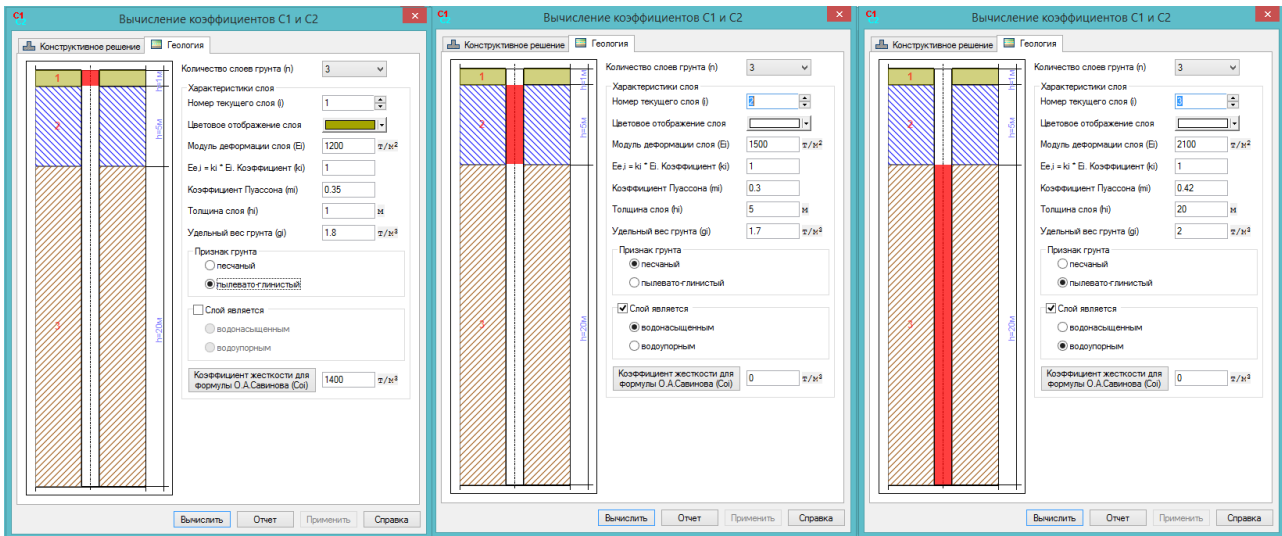 C1 Вычисление коэффициентов C1 и C2
Конструктивное решение Геология
Количество слоев грунта (n) 3
Характеристики слоя
Номер текущего слоя (i) 1
Цветовое отображение слоя
Модуль деформации слоя (Ei) 1200 т/м²
Ee,i = ki * Ei. Коэффициент (ki) 1
Коэффициент Пуассона (mi) 0.35
Толщина слоя (hi) 1 м
Удельный вес грунта (gi) 1.8 т/м³
Признак грунта
песчаный
пылевато-глинистый
Слой является
водонасыщенным
водоупорным
Коэффициент жесткости для
формулы О.А.Савинова (Coi) 1400 т/м³
1
2
3
h=1м
h=5м
h=20м
Вычислить Отчет Применить Справка
C1 Вычисление коэффициентов C1 и C2
Конструктивное решение Геология
Количество слоев грунта (n) 3
Характеристики слоя
Номер текущего слоя (i) 2
Цветовое отображение слоя
Модуль деформации слоя (Ei) 1500 т/м²
Ee,i = ki * Ei. Коэффициент (ki) 1
Коэффициент Пуассона (mi) 0.3
Толщина слоя (hi) 5 м
Удельный вес грунта (gi) 1.7 т/м³
Признак грунта
песчаный
пылевато-глинистый
Слой является
водонасыщенным
водоупорным
Коэффициент жесткости для
формулы О.А.Савинова (Coi) 0 т/м³
1
2
3
h=1м
h=5м
h=20м
Вычислить Отчет Применить Справка
C1 Вычисление коэффициентов C1 и C2
Конструктивное решение Геология
Количество слоев грунта (n) 3
Характеристики слоя
Номер текущего слоя (i) 3
Цветовое отображение слоя
Модуль деформации слоя (Ei) 2100 т/м²
Ee,i = ki * Ei. Коэффициент (ki) 1
Коэффициент Пуассона (mi) 0.42
Толщина слоя (hi) 20 м
Удельный вес грунта (gi) 2 т/м³
Признак грунта
песчаный
пылевато-глинистый
Слой является
водонасыщенным
водоупорным
Коэффициент жесткости для
формулы О.А.Савинова (Coi) 0 т/м³
1
2
3
h=1м
h=5м
h=20м
Вычислить Отчет Применить Справка